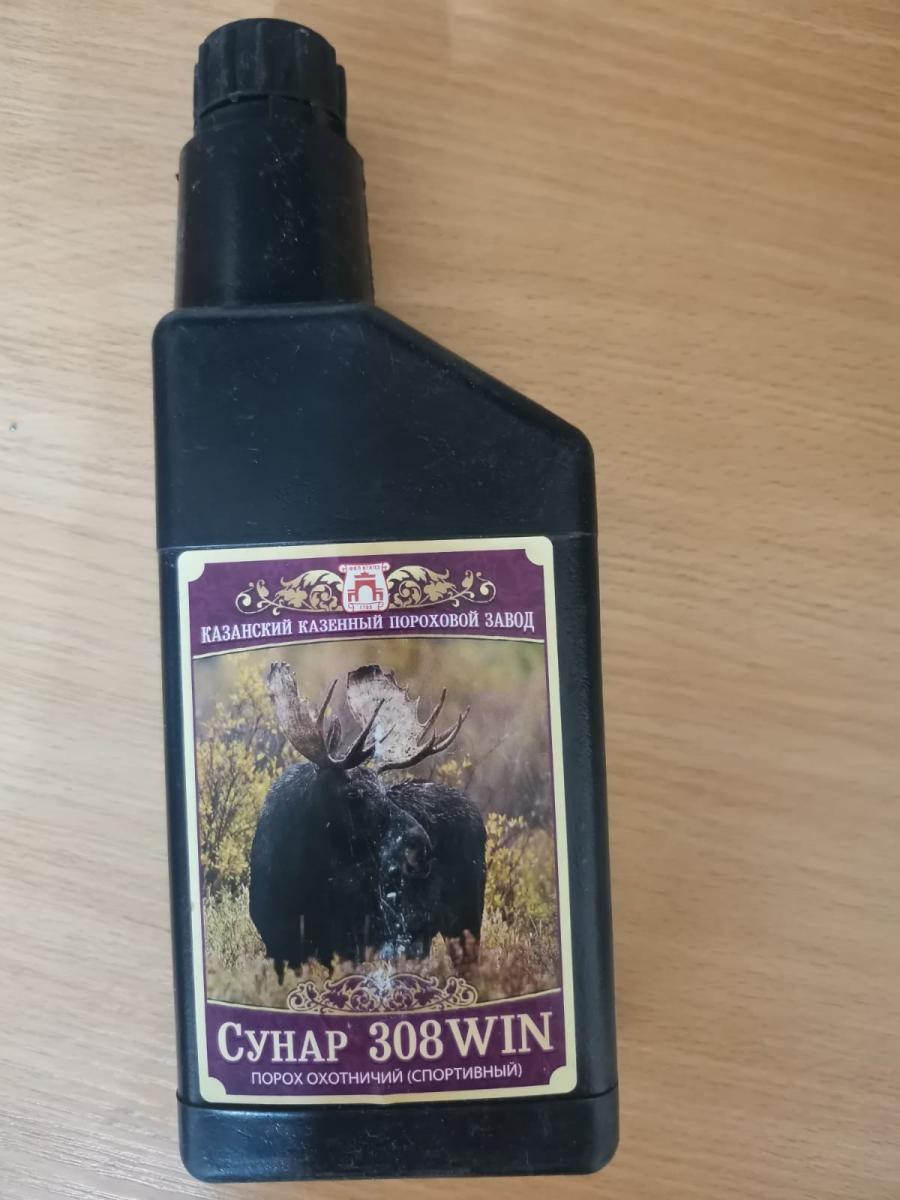 КАЗАНСКИЙ КАЗЕННЫЙ ПОРОХОВОЙ ЗАВОД
СУНАР 308WIN
ПОРОХ ОХОТНИЧИЙ (СПОРТИВНЫЙ)